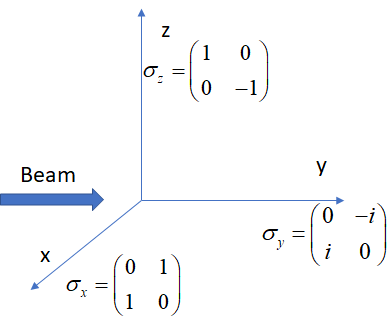 z
σ_z = (1 0
0 −1)
y
Beam
σ_y = (0 −i
i 0)
x
σ_x = (0 1
1 0)